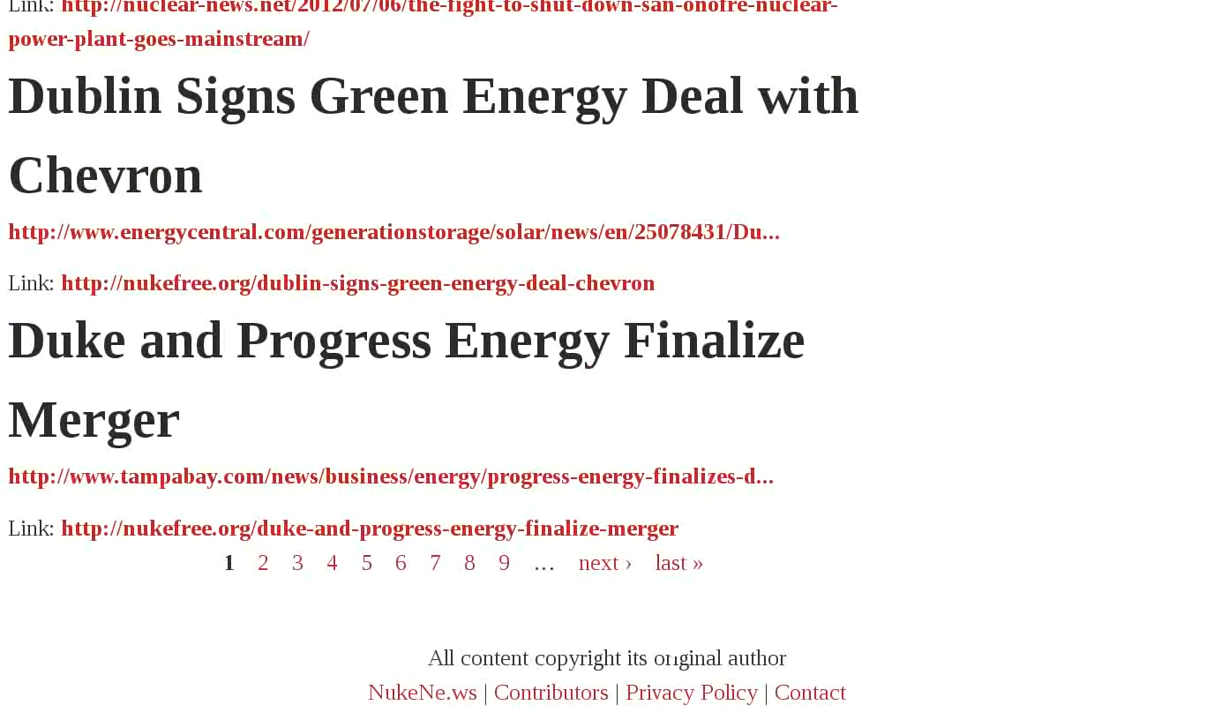 Link: http://nuclear-news.net/2012/07/06/the-fight-to-shut-down-san-onofre-nuclear-
power-plant-goes-mainstream/
Dublin Signs Green Energy Deal with
Chevron
http://www.energycentral.com/generationstorage/solar/news/en/25078431/Du...
Link: http://nukefree.org/dublin-signs-green-energy-deal-chevron
Duke and Progress Energy Finalize
Merger
http://www.tampabay.com/news/business/energy/progress-energy-finalizes-d...
Link: http://nukefree.org/duke-and-progress-energy-finalize-merger
1 2 3 4 5 6 7 8 9 … next › last »
All content copyright its original author
NukeNe.ws | Contributors | Privacy Policy | Contact